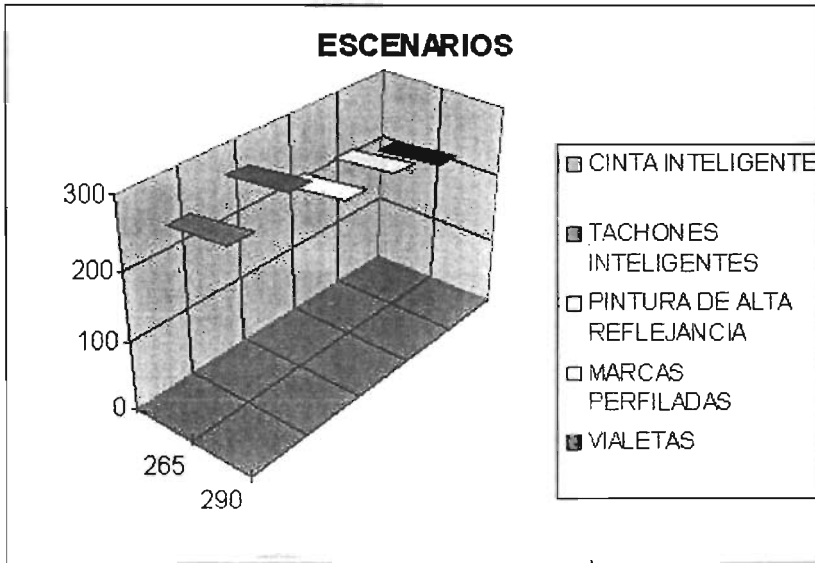 ESCENARIOS
300
200
100
0
265
290
CINTA INTELIGENTE
TACHONES
INTELIGENTES
PINTURA DE ALTA
REFLEJANCIA
MARCAS
PERFILADAS
VIALETAS